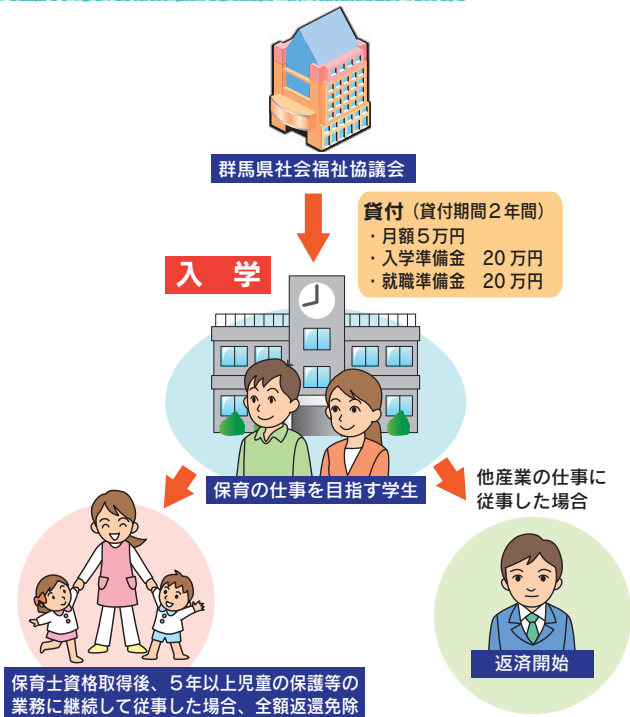 群馬県社会福祉協議会
貸付（貸付期間２年間）
・月額５万円
・入学準備金　20万円
・就職準備金　20万円
入　学
保育の仕事を目指す学生
他産業の仕事に
従事した場合
返済開始
保育士資格取得後、５年以上児童の保護等の
業務に継続して従事した場合、全額返還免除